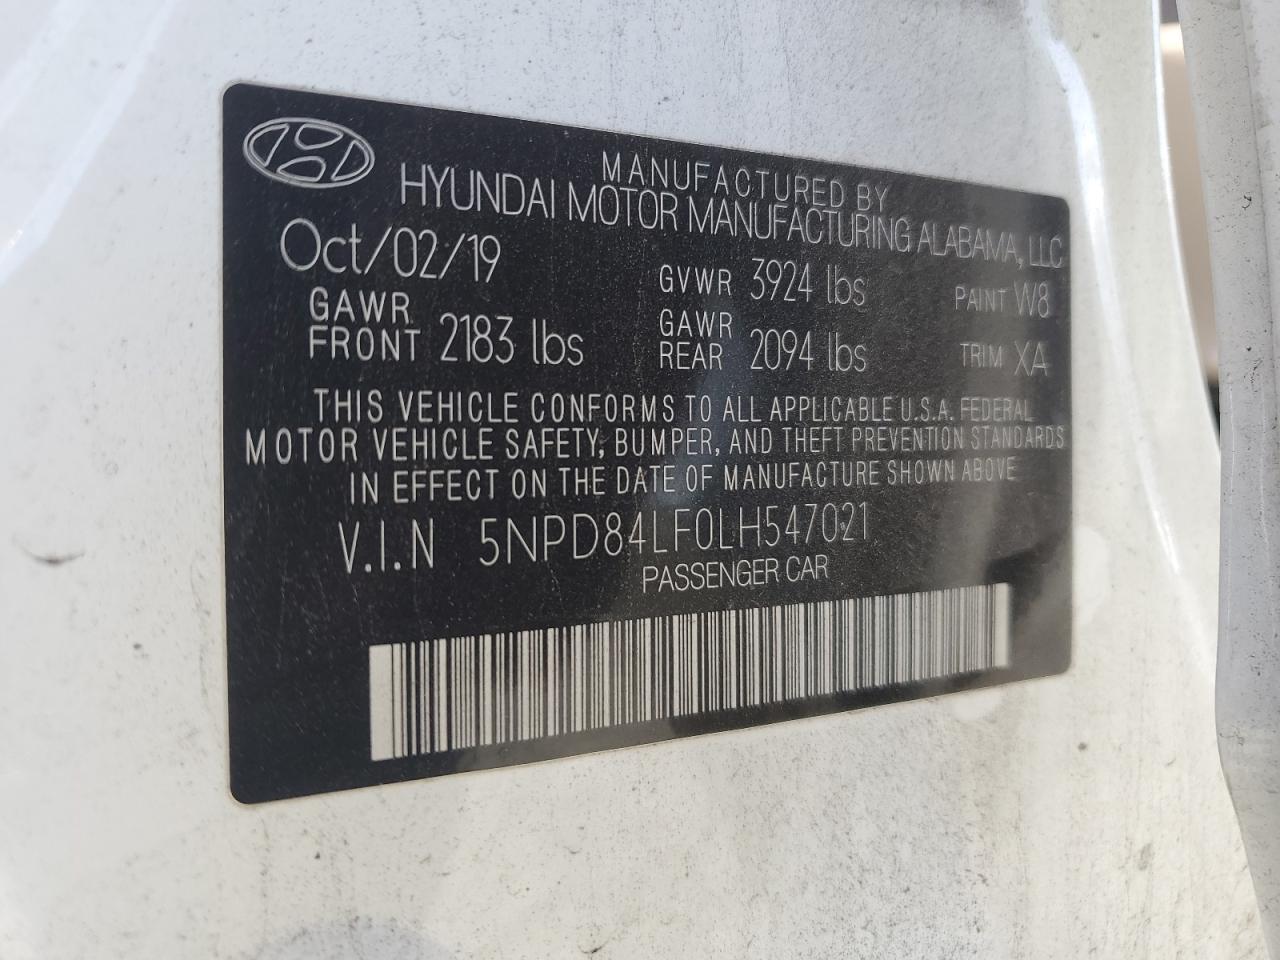 MANUFACTURED BY
HYUNDAI MOTOR MANUFACTURING ALABAMA, LLC
Oct/02/19 GVWR 3924 lbs PAINT W8
GAWR FRONT 2183 lbs GAWR REAR 2094 lbs TRIM XA
THIS VEHICLE CONFORMS TO ALL APPLICABLE U.S.A. FEDERAL
MOTOR VEHICLE SAFETY, BUMPER, AND THEFT PREVENTION STANDARDS
IN EFFECT ON THE DATE OF MANUFACTURE SHOWN ABOVE
V.I.N 5NPD84LF0LH547021
PASSENGER CAR